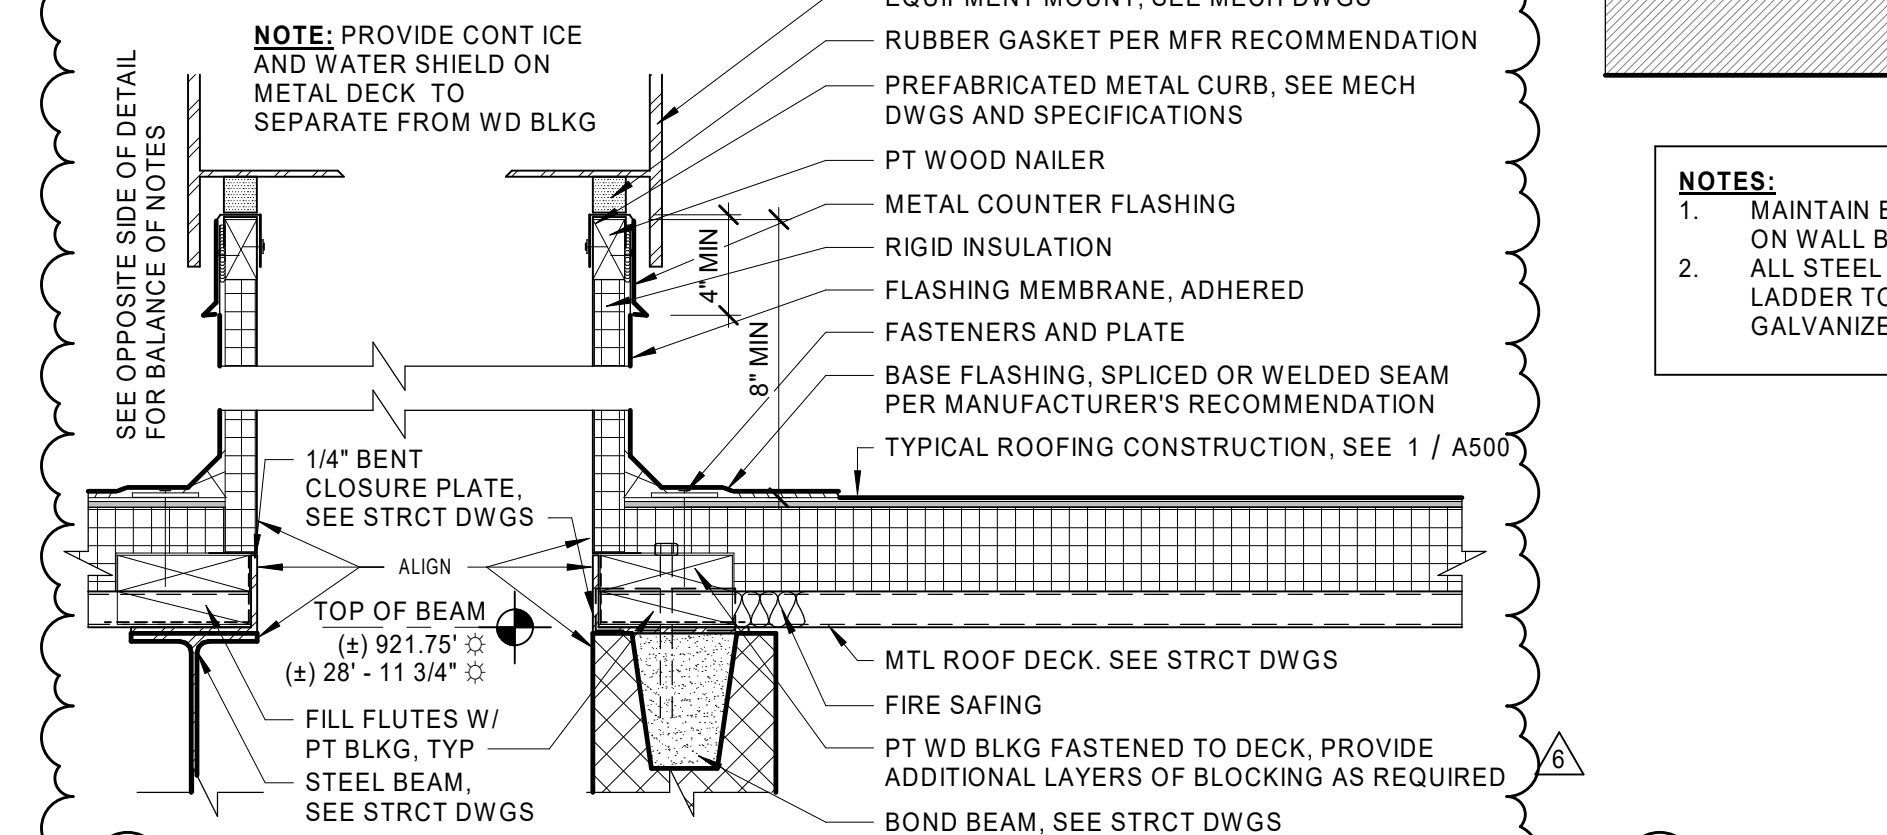 EQUIPMENT MOUNT, SEE MECH DWGS
NOTE: PROVIDE CONT ICE
AND WATER SHIELD ON
METAL DECK TO
SEPARATE FROM WD BLKG
SEE OPPOSITE SIDE OF DETAIL
FOR BALANCE OF NOTES
RUBBER GASKET PER MFR RECOMMENDATION
PREFABRICATED METAL CURB, SEE MECH
DWGS AND SPECIFICATIONS
PT WOOD NAILER
METAL COUNTER FLASHING
RIGID INSULATION
FLASHING MEMBRANE, ADHERED
FASTENERS AND PLATE
BASE FLASHING, SPLICED OR WELDED SEAM
PER MANUFACTURER'S RECOMMENDATION
TYPICAL ROOFING CONSTRUCTION, SEE 1 / A500
4" MIN
8" MIN
1/4" BENT
CLOSURE PLATE,
SEE STRCT DWGS
ALIGN
TOP OF BEAM
(±) 921.75'
(±) 28' - 11 3/4"
FILL FLUTES W/
PT BLKG, TYP
STEEL BEAM,
SEE STRCT DWGS
MTL ROOF DECK. SEE STRCT DWGS
FIRE SAFING
PT WD BLKG FASTENED TO DECK, PROVIDE
ADDITIONAL LAYERS OF BLOCKING AS REQUIRED
BOND BEAM, SEE STRCT DWGS
6
NOTES:
1. MAINTAIN
ON WALL
2. ALL STEEL
LADDER